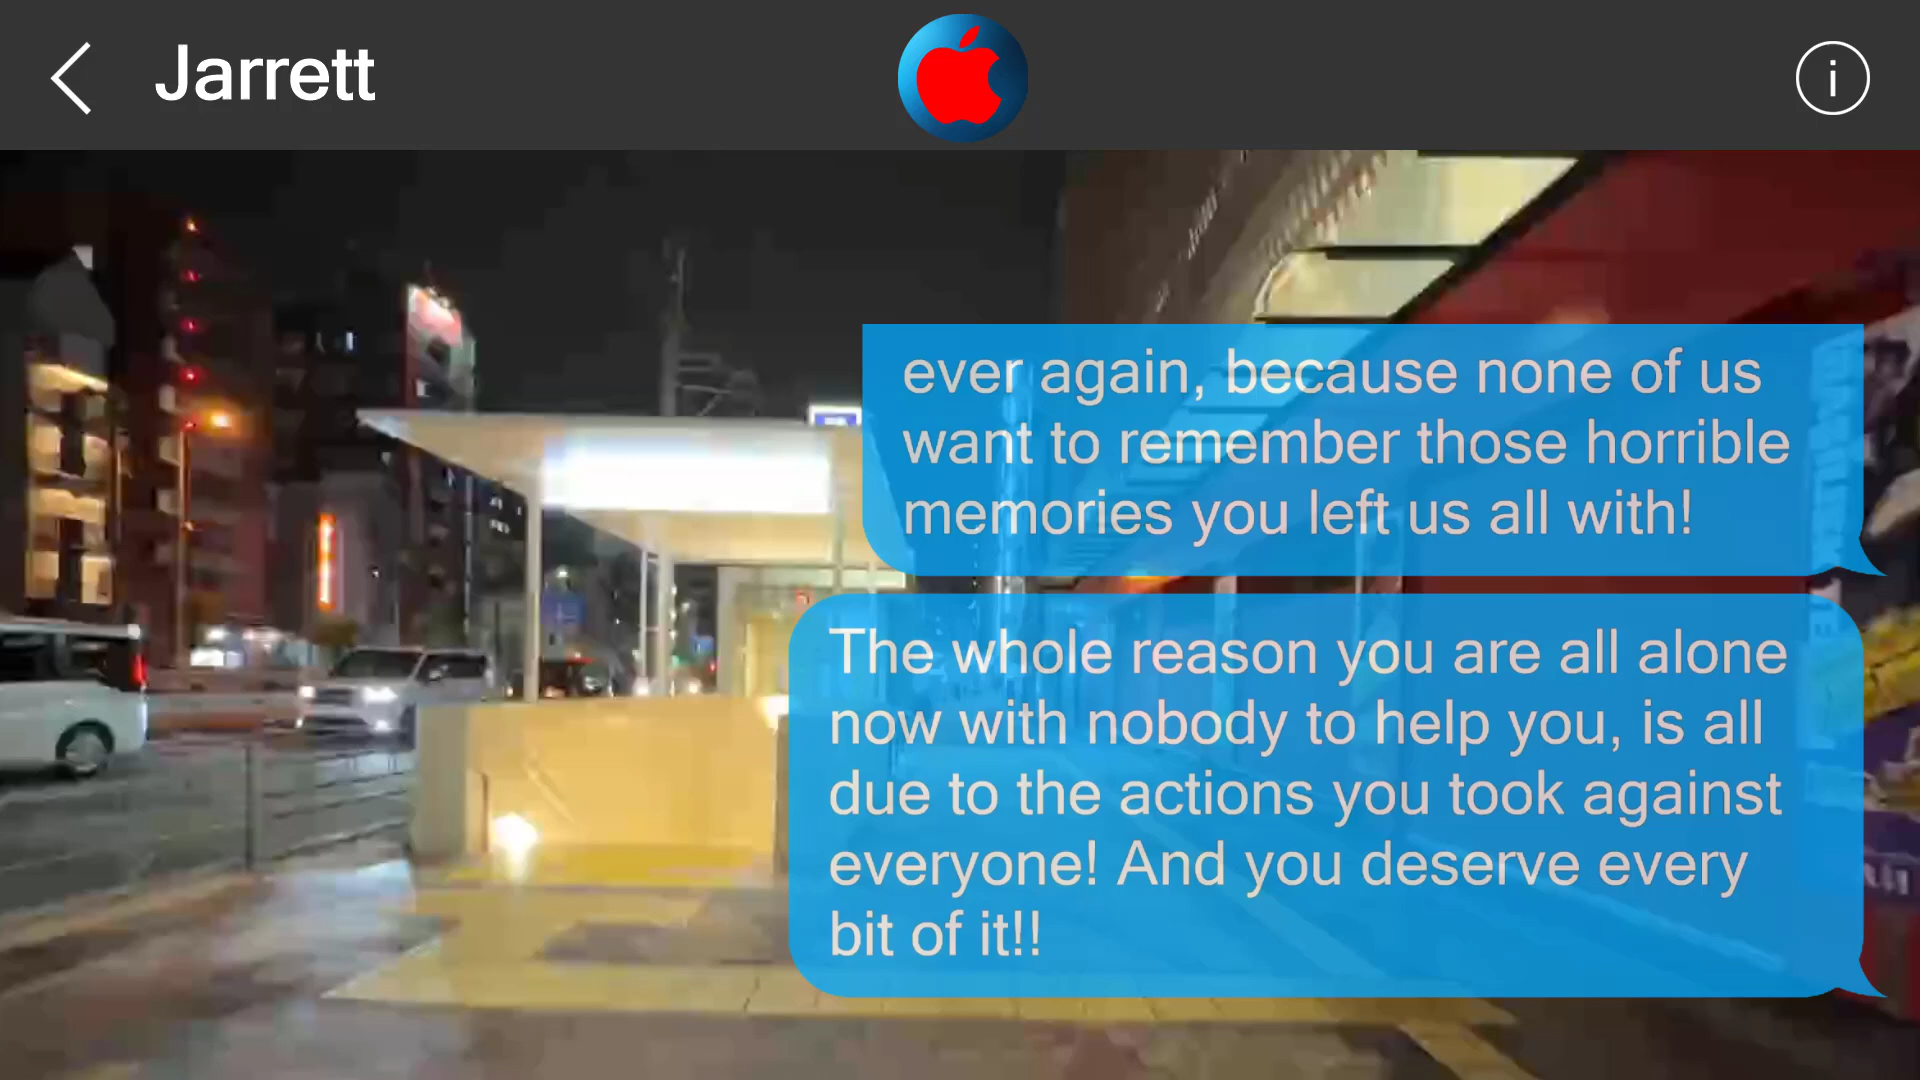 Jarrett
i
ever again, because none of us
want to remember those horrible
memories you left us all with!
The whole reason you are all alone
now with nobody to help you, is all
due to the actions you took against
everyone! And you deserve every
bit of it!!